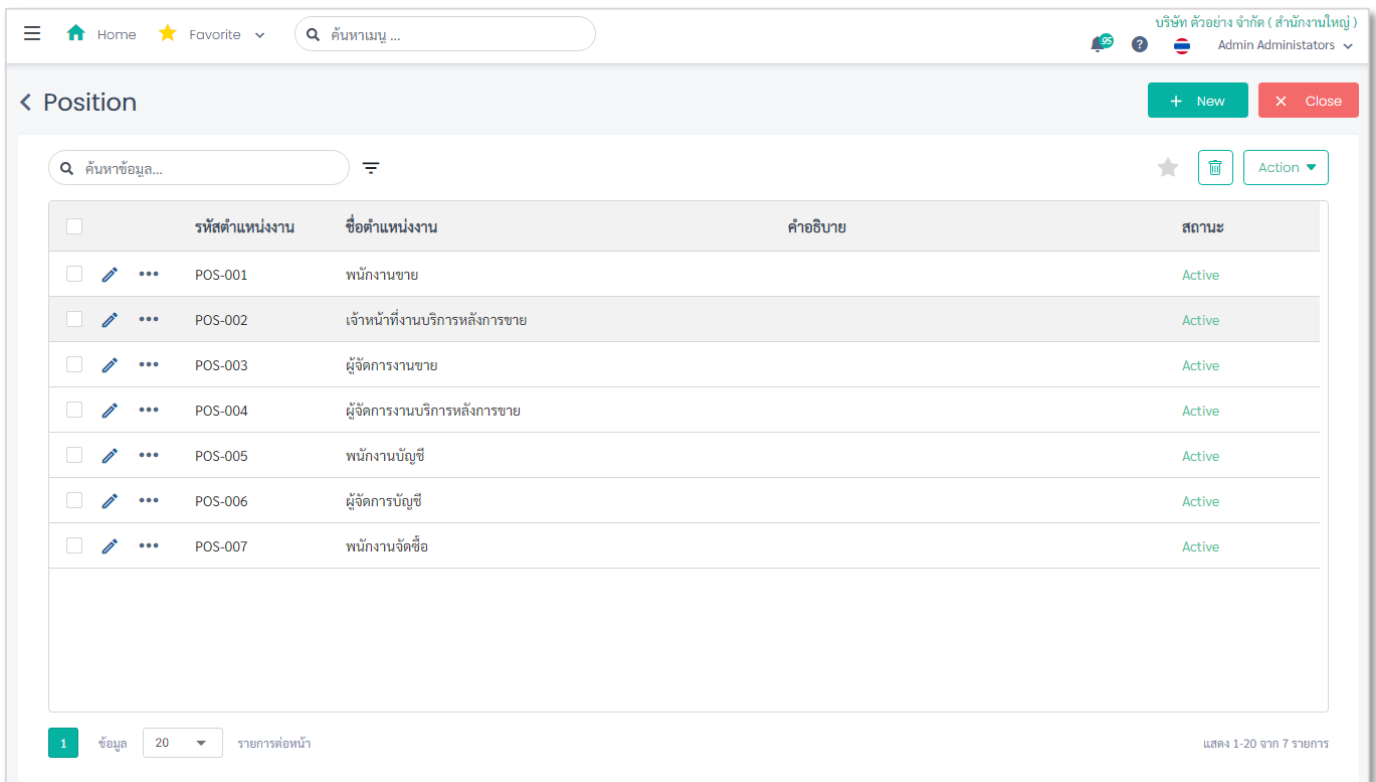 บริษัท ตัวอย่าง จำกัด ( สำนักงานใหญ่ )
Home Favorite ค้นหาเมนู ... 95 ? Admin Administators
Position + New × Close
ค้นหาข้อมูล... Action
รหัสตำแหน่งงาน ชื่อตำแหน่งงาน คำอธิบาย สถานะ
POS-001 พนักงานขาย Active
POS-002 เจ้าหน้าที่งานบริการหลังการขาย Active
POS-003 ผู้จัดการงานขาย Active
POS-004 ผู้จัดการงานบริการหลังการขาย Active
POS-005 พนักงานบัญชี Active
POS-006 ผู้จัดการบัญชี Active
POS-007 พนักงานจัดซื้อ Active
1 ข้อมูล 20 รายการต่อหน้า แสดง 1-20 จาก 7 รายการ